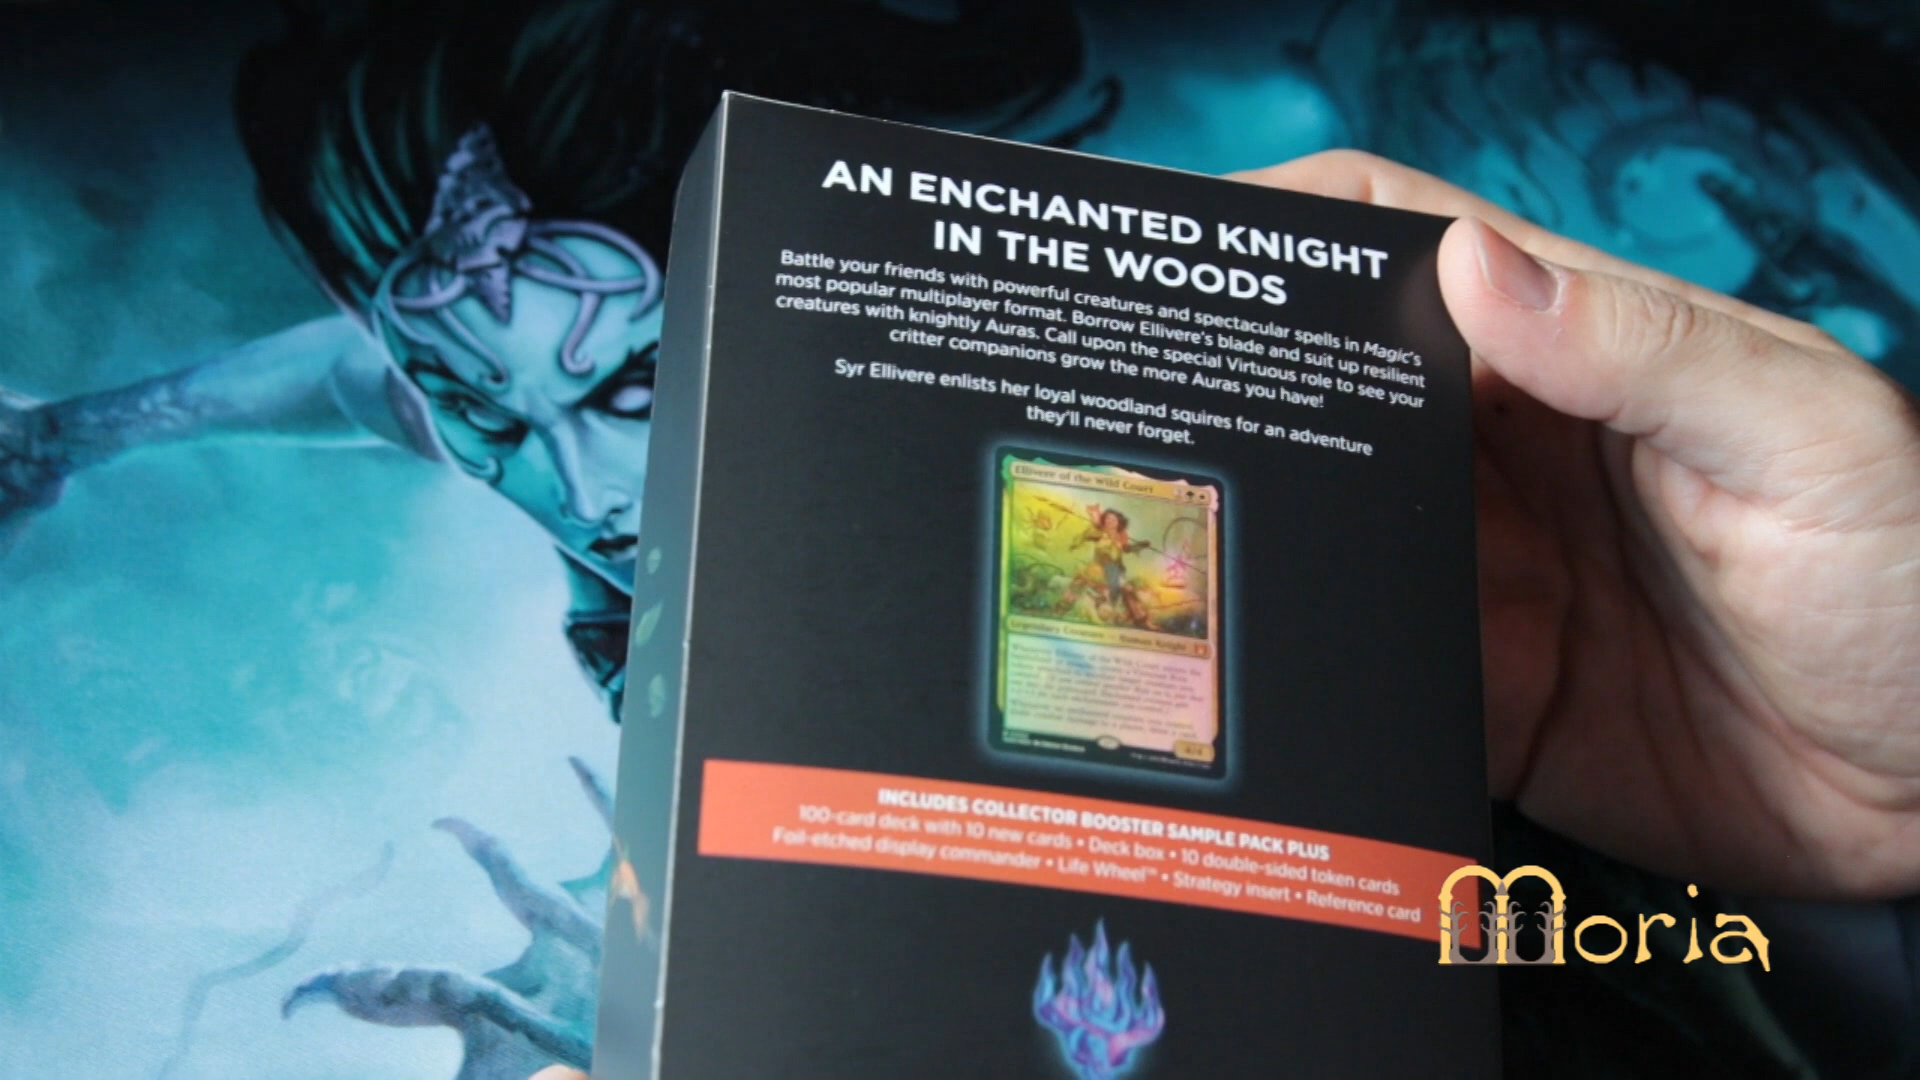 AN ENCHANTED KNIGHT
IN THE WOODS
Battle your friends with powerful creatures and spectacular spells in Magic's
most popular multiplayer format. Borrow Ellivere's blade and suit up resilient
creatures with knightly Auras. Call upon the special Virtuous role to see your
critter companions grow the more Auras you have!
Syr Ellivere enlists her loyal woodland squires for an adventure
they'll never forget.
Ellivere of the Wild Court
Legendary Creature — Human Knight
INCLUDES COLLECTOR BOOSTER SAMPLE PACK PLUS
100-card deck with 10 new cards • Deck box • 10 double-sided token cards
Foil-etched display commander • Life Wheel™ • Strategy insert • Reference card
Moria